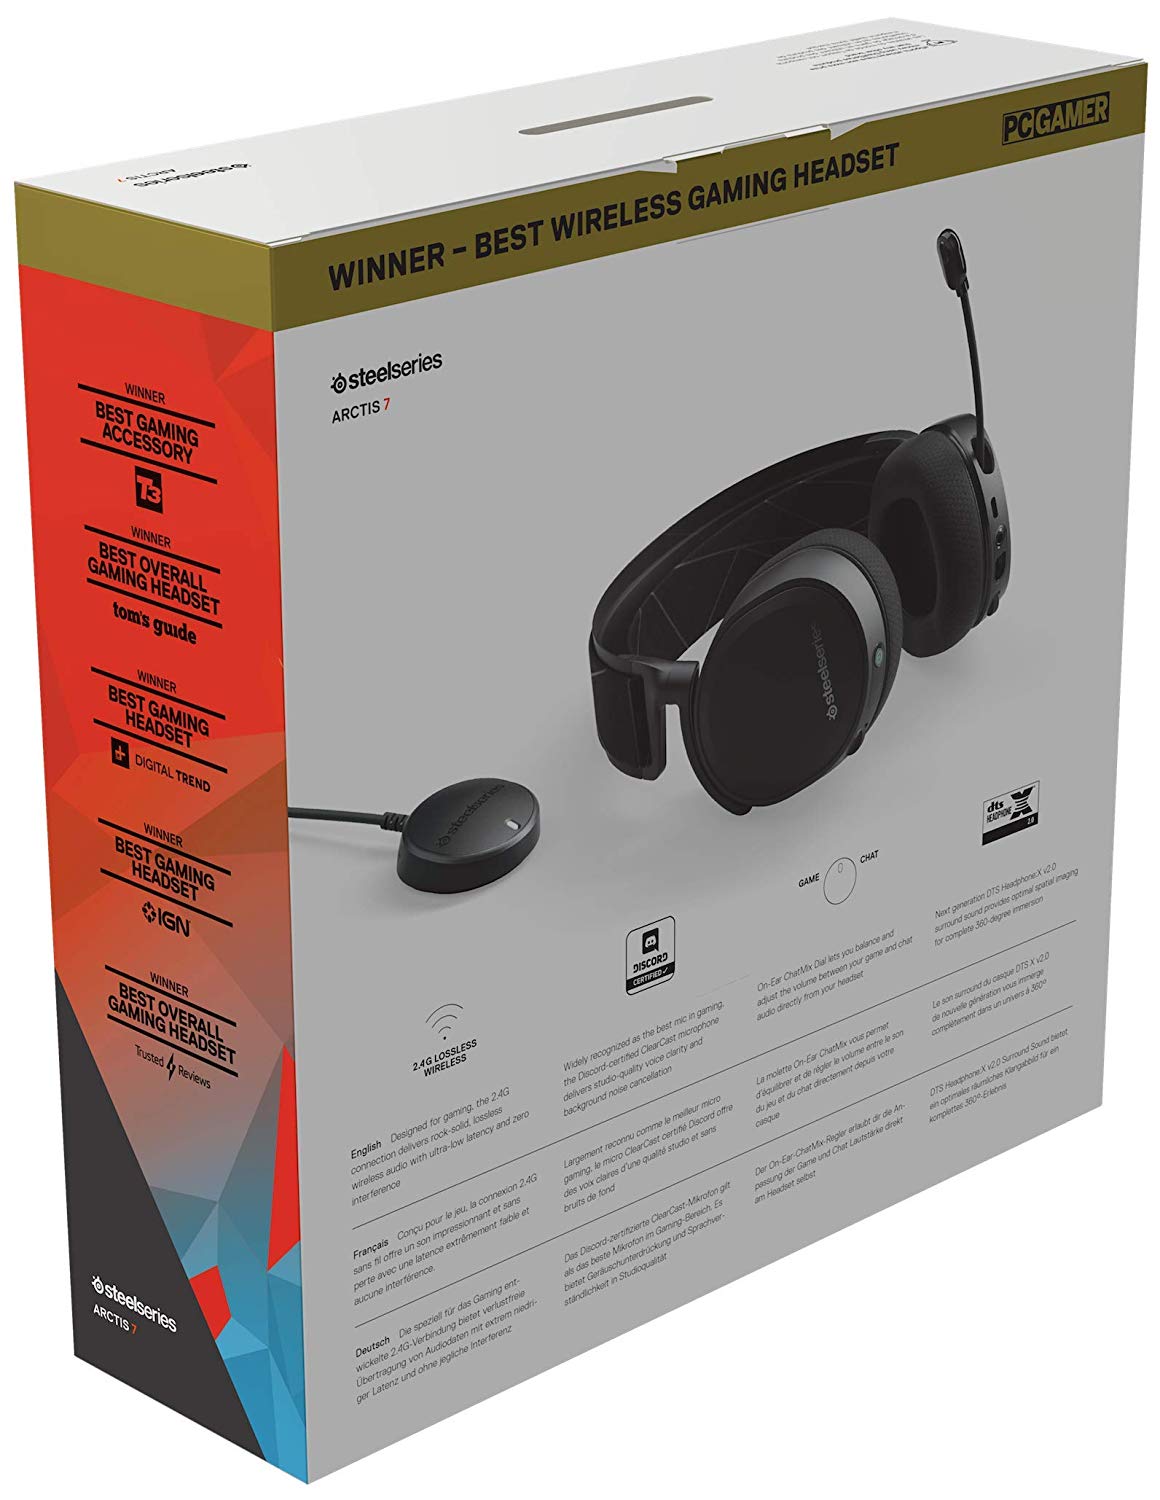 steelseries
ARCTIS 7
WINNER – BEST WIRELESS GAMING HEADSET
PCGAMER
WINNER
BEST GAMING
ACCESSORY
T3
WINNER
BEST OVERALL
GAMING HEADSET
tom's guide
WINNER
BEST GAMING
HEADSET
DIGITAL TREND
WINNER
BEST GAMING
HEADSET
IGN
WINNER
BEST OVERALL
GAMING HEADSET
Trusted Reviews
steelseries
ARCTIS 7
steelseries
ARCTIS 7
steelseries
steelseries
2.4G LOSSLESS
WIRELESS
English Designed for gaming, the 2.4G
connection delivers rock-solid, lossless
wireless audio with ultra-low latency and zero
interference
Français Conçu pour le jeu, la connexion 2.4G
sans fil offre un son impressionnant et sans
perte avec une latence extrêmement faible et
aucune interférence.
Deutsch Die speziell für das Gaming ent-
wickelte 2.4G-Verbindung bietet verlustfreie
Übertragung von Audiodaten mit extrem niedri-
ger Latenz und ohne jegliche Interferenz
DISCORD
CERTIFIED
Widely recognized as the best mic in gaming,
the Discord-certified ClearCast microphone
delivers studio-quality voice clarity and
background noise cancellation
Largement reconnu comme le meilleur micro
gaming, le micro ClearCast certifié Discord offre
des voix claires d'une qualité studio et sans
bruits de fond
Das Discord-zertifizierte ClearCast-Mikrofon gilt
als das beste Mikrofon im Gaming-Bereich. Es
bietet Geräuschunterdrückung und Sprachver-
ständlichkeit in Studioqualität
GAME
CHAT
On-Ear ChatMix Dial lets you balance and
adjust the volume between your game and chat
audio directly from your headset
La molette On-Ear ChatMix vous permet
d'équilibrer et de régler le volume entre le son
du jeu et du chat directement depuis votre
casque
Der On-Ear-ChatMix-Regler erlaubt dir die An-
passung der Game und Chat Lautstärke direkt
am Headset selbst
dts
HEADPHONE X
2.0
Next generation DTS Headphone:X v2.0
surround sound provides optimal spatial imaging
for complete 360-degree immersion
Le son surround du casque DTS X v2.0
de nouvelle génération vous immerge
complètement dans un univers à 360°
DTS Headphone:X v2.0 Surround Sound bietet
ein optimales räumliches Klangbild für ein
komplettes 360°-Erlebnis